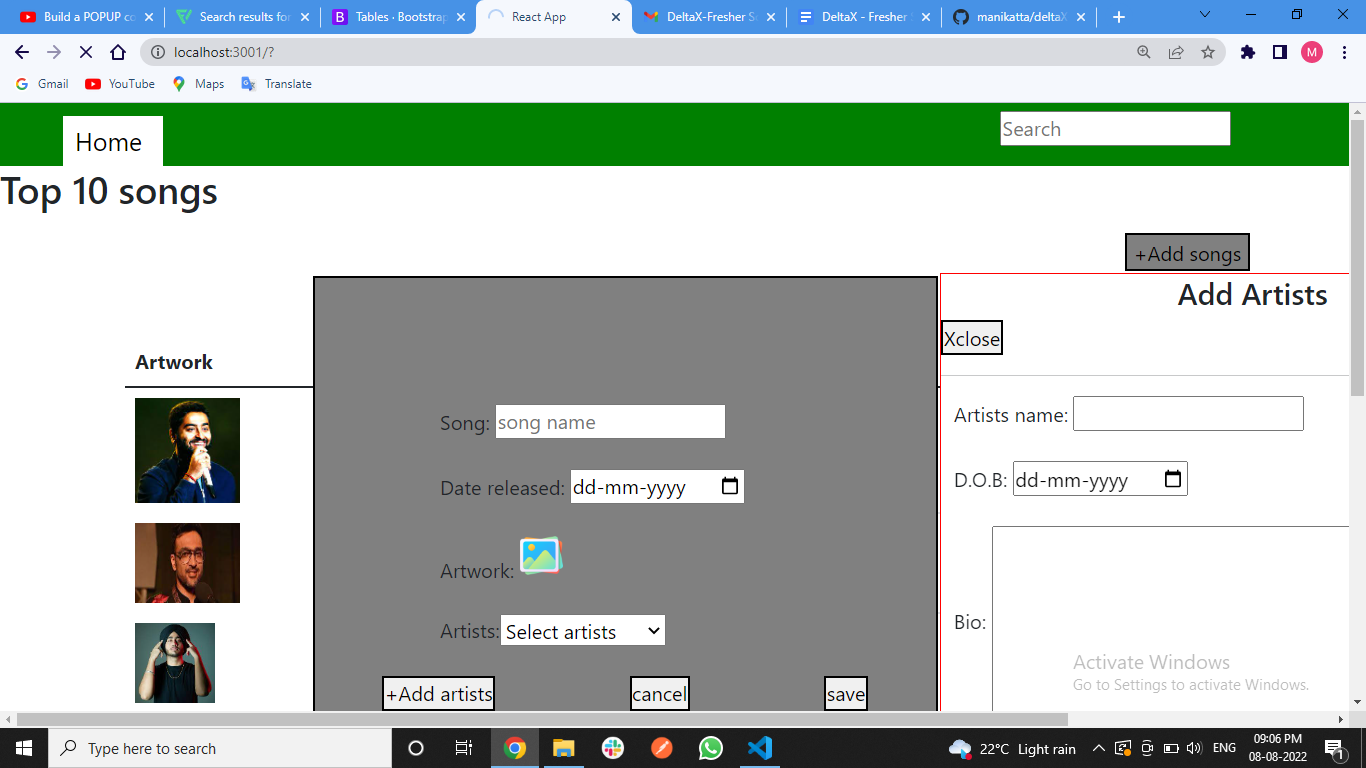 Build a POPUP co
Search results for
Tables · Bootstrap
React App
DeltaX-Fresher S
DeltaX - Fresher S
manikatta/deltaX
localhost:3001/?
M
Gmail
YouTube
Maps
Translate
Home
Search
Top 10 songs
+Add songs
Add Artists
Xclose
Artwork
Song: song name
Date released: dd-mm-yyyy
Artwork:
Artists: Select artists
+Add artists
cancel
save
Artists name:
D.O.B: dd-mm-yyyy
Bio:
Activate Windows
Go to Settings to activate Windows.
Type here to search
22°C Light rain
ENG
09:06 PM
08-08-2022
1